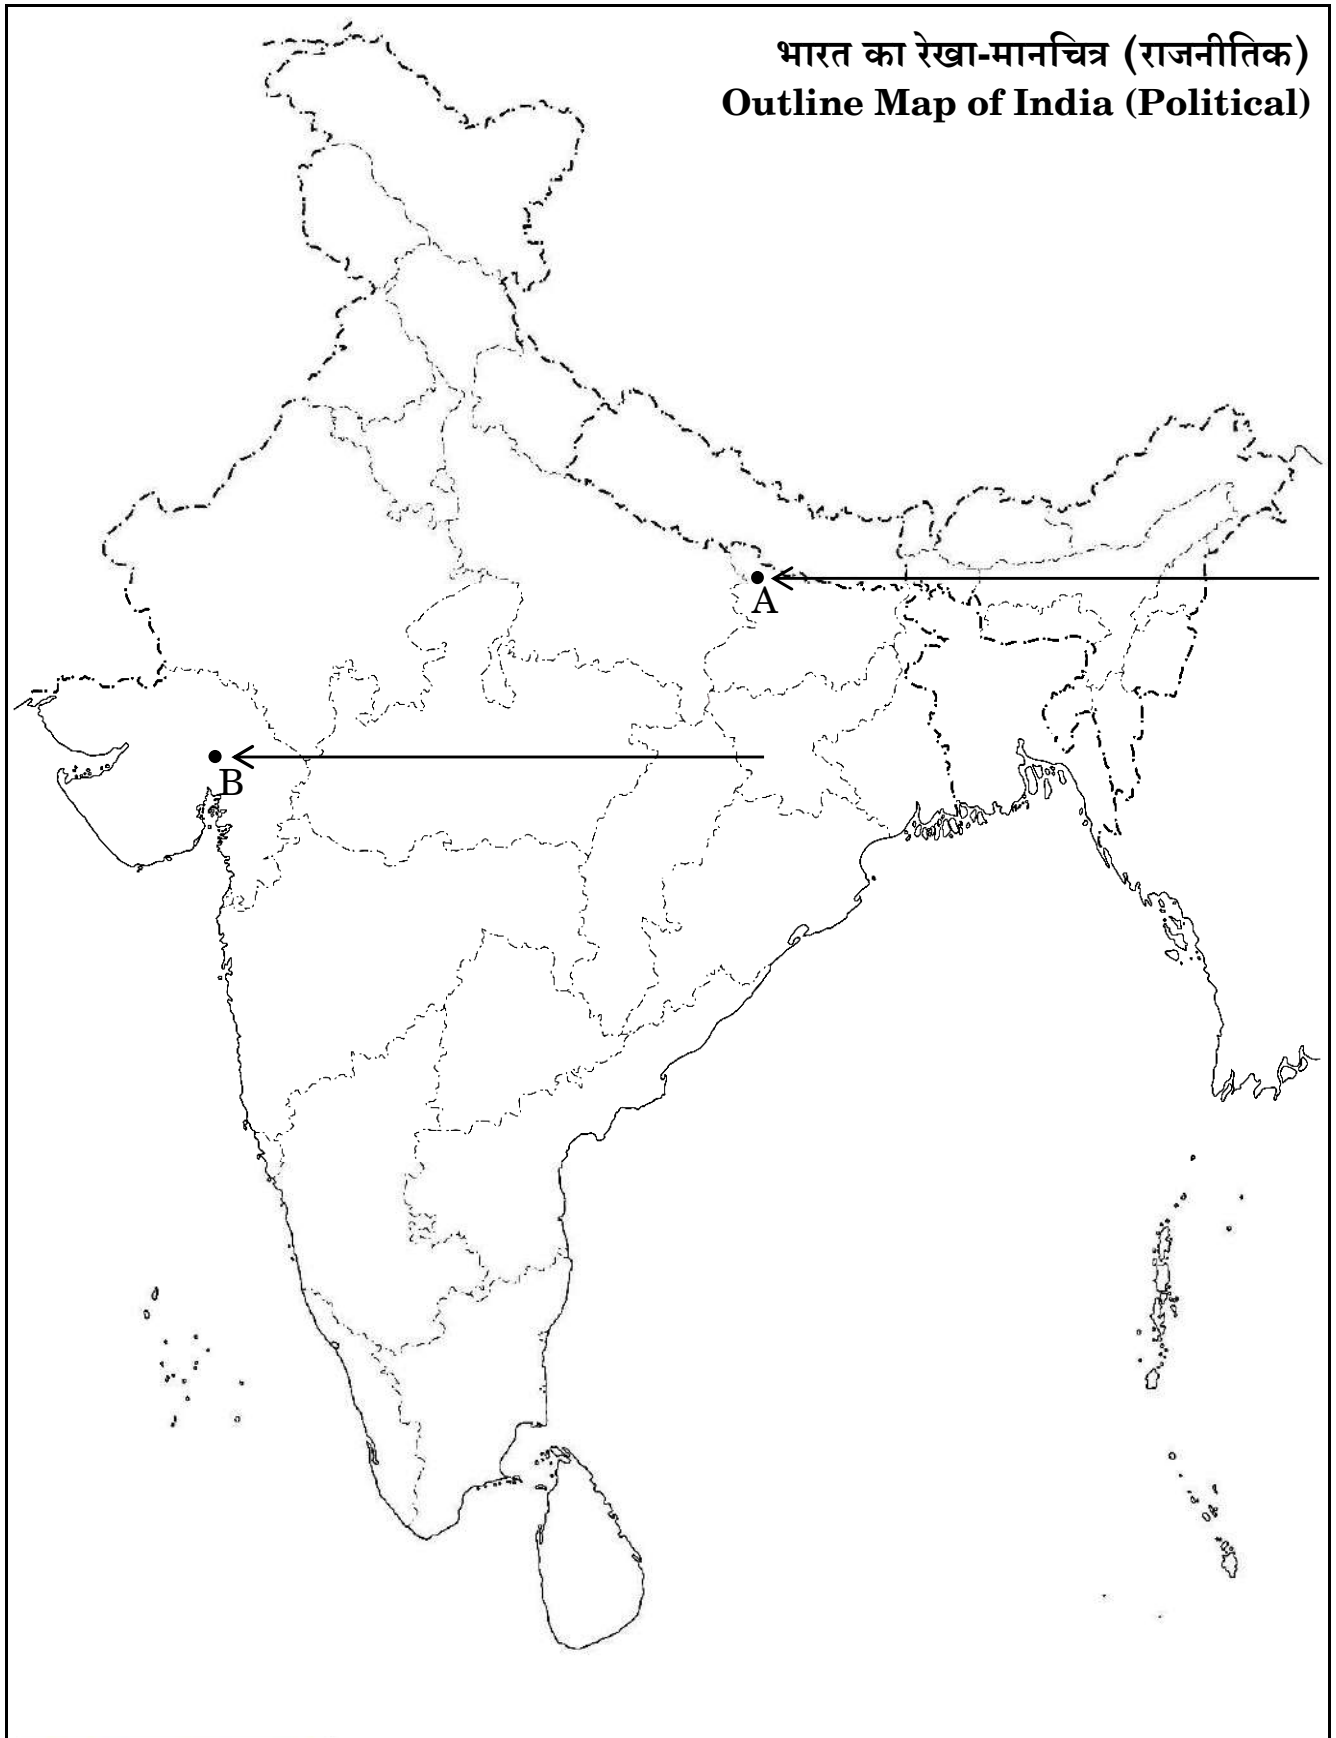 भारत का रेखा-मानचित्र (राजनीतिक)
Outline Map of India (Political)
A
B